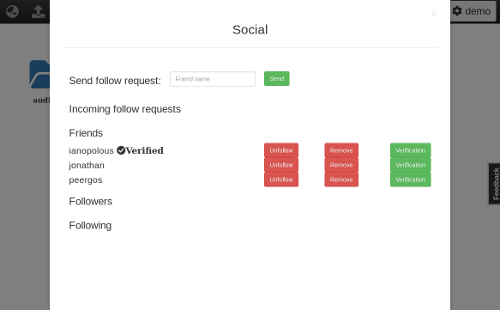 demo
×
Social
Send follow request: Friend name Send
Incoming follow requests
Friends
ianopolous Verified Unfollow Remove Verification
jonathan Unfollow Remove Verification
peergos Unfollow Remove Verification
Followers
Following
Feedback